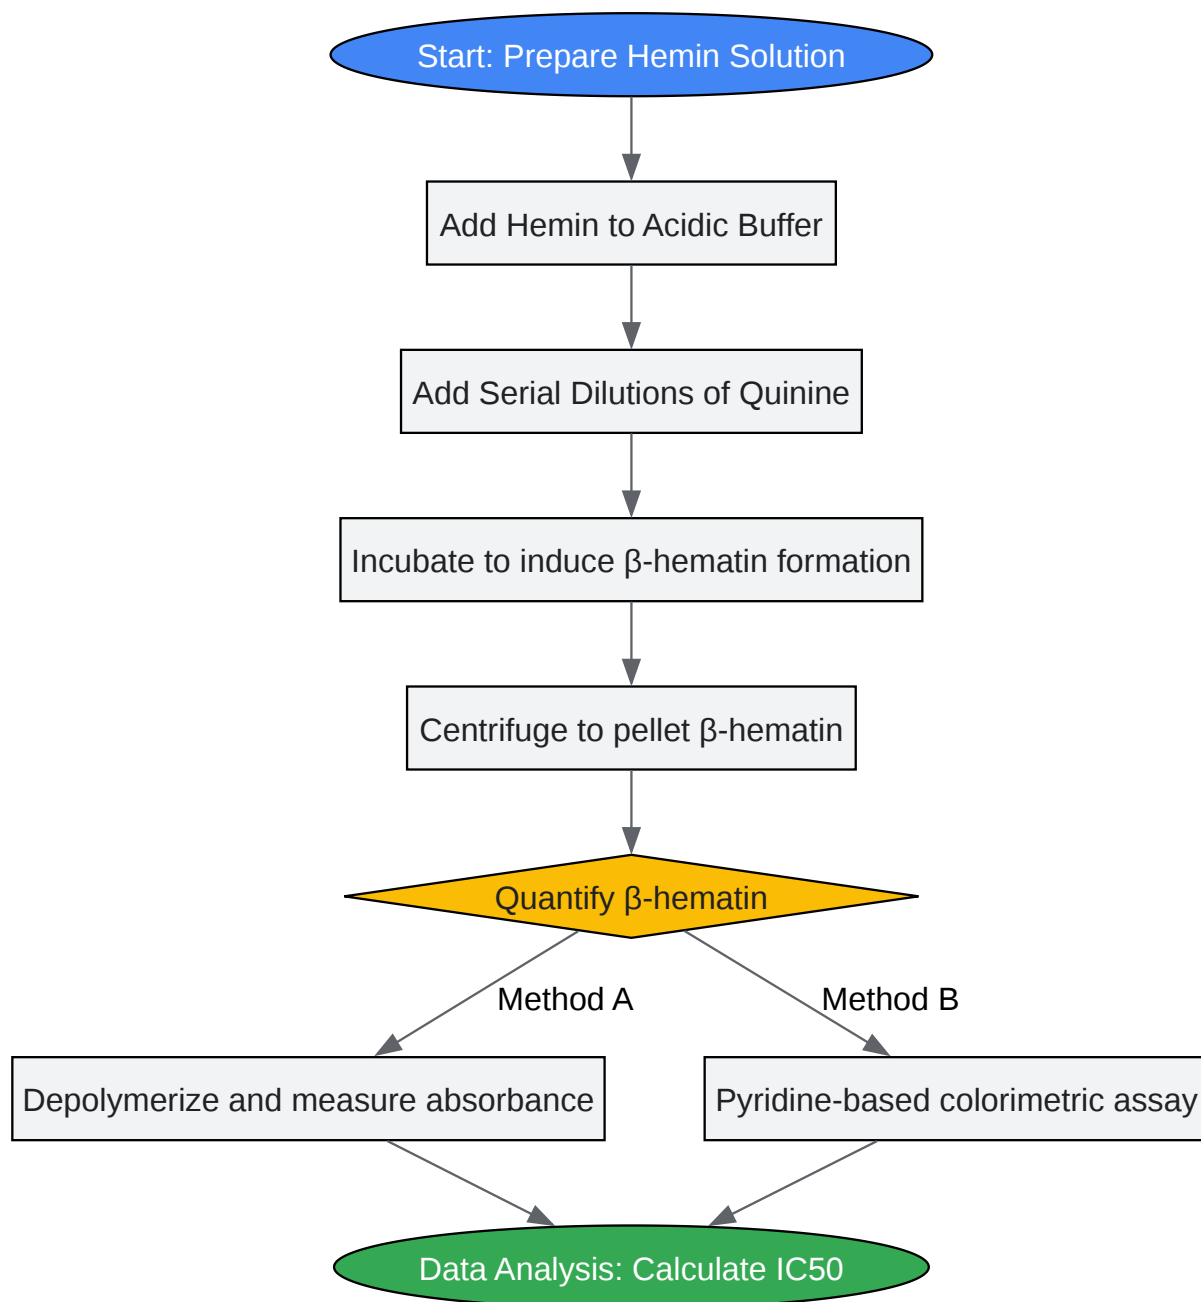 Start: Prepare Hemin Solution
Add Hemin to Acidic Buffer
Add Serial Dilutions of Quinine
Incubate to induce β-hematin formation
Centrifuge to pellet β-hematin
Quantify β-hematin
Method A
Method B
Depolymerize and measure absorbance
Pyridine-based colorimetric assay
Data Analysis: Calculate IC50